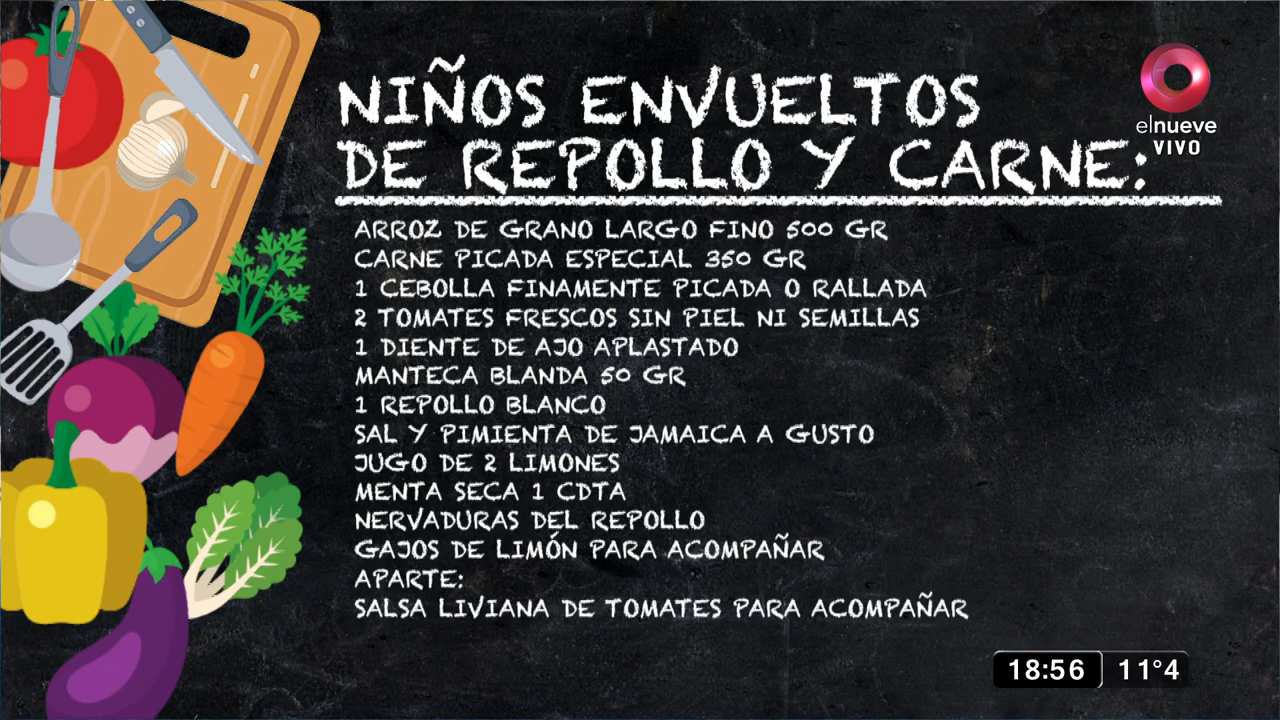 NIÑOS ENVUELTOS
DE REPOLLO Y CARNE:
elnueve
VIVO
ARROZ DE GRANO LARGO FINO 500 GR
CARNE PICADA ESPECIAL 350 GR
1 CEBOLLA FINAMENTE PICADA O RALLADA
2 TOMATES FRESCOS SIN PIEL NI SEMILLAS
1 DIENTE DE AJO APLASTADO
MANTECA BLANDA 50 GR
1 REPOLLO BLANCO
SAL Y PIMIENTA DE JAMAICA A GUSTO
JUGO DE 2 LIMONES
MENTA SECA 1 CDTA
NERVADURAS DEL REPOLLO
GAJOS DE LIMÓN PARA ACOMPAÑAR
APARTE:
SALSA LIVIANA DE TOMATES PARA ACOMPAÑAR
18:56 11°4